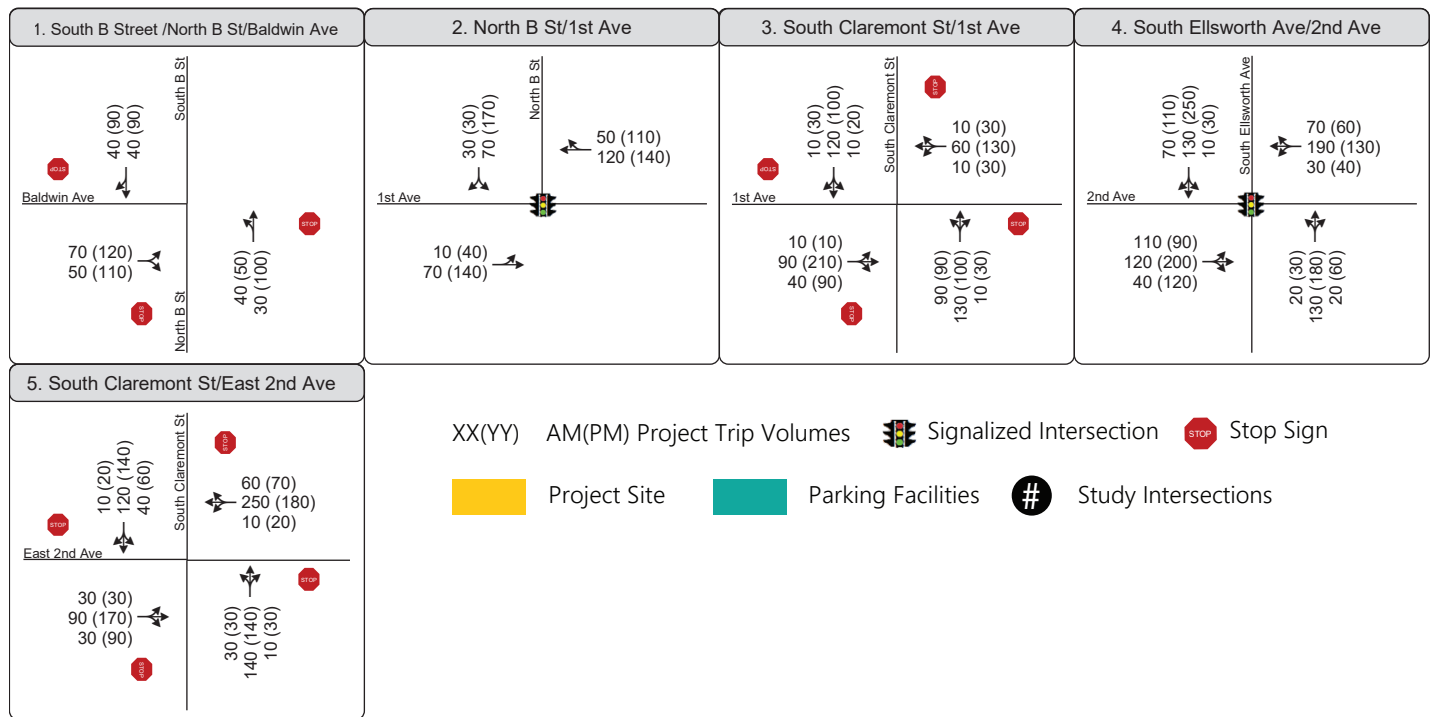 1. South B Street /North B St/Baldwin Ave
South B St
40 (90)
40 (90)
STOP
Baldwin Ave
STOP
70 (120)
50 (110)
40 (50)
30 (100)
STOP
North B St
2. North B St/1st Ave
North B St
30 (30)
70 (170)
50 (110)
120 (140)
1st Ave
10 (40)
70 (140)
3. South Claremont St/1st Ave
South Claremont St
STOP
10 (30)
120 (100)
10 (20)
10 (30)
60 (130)
10 (30)
STOP
1st Ave
STOP
10 (10)
90 (210)
40 (90)
90 (90)
130 (100)
10 (30)
STOP
4. South Ellsworth Ave/2nd Ave
South Ellsworth Ave
70 (110)
130 (250)
10 (30)
70 (60)
190 (130)
30 (40)
2nd Ave
110 (90)
120 (200)
40 (120)
20 (30)
130 (180)
20 (60)
5. South Claremont St/East 2nd Ave
South Claremont St
STOP
10 (20)
120 (140)
40 (60)
60 (70)
250 (180)
10 (20)
STOP
East 2nd Ave
STOP
30 (30)
90 (170)
30 (90)
30 (30)
140 (140)
10 (30)
STOP
XX(YY) AM(PM) Project Trip Volumes
Signalized Intersection
STOP
Stop Sign
Project Site
Parking Facilities
#
Study Intersections